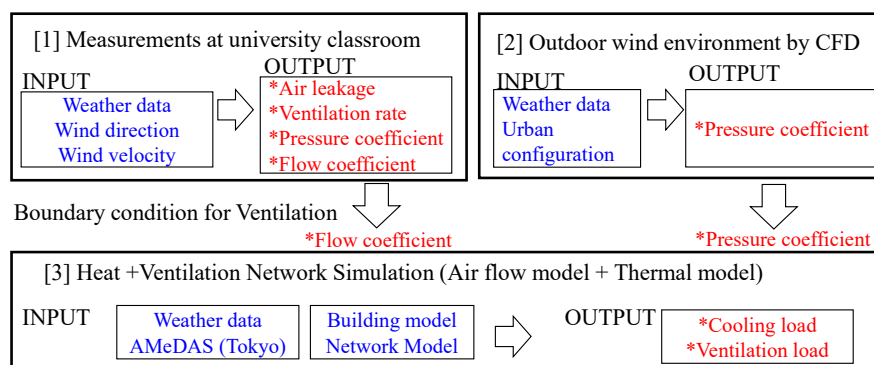 [1] Measurements at university classroom
INPUT
Weather data
Wind direction
Wind velocity
OUTPUT
*Air leakage
*Ventilation rate
*Pressure coefficient
*Flow coefficient
[2] Outdoor wind environment by CFD
INPUT
Weather data
Urban
configuration
OUTPUT
*Pressure coefficient
Boundary condition for Ventilation
*Flow coefficient
*Pressure coefficient
[3] Heat +Ventilation Network Simulation (Air flow model + Thermal model)
INPUT
Weather data
AMeDAS (Tokyo)
Building model
Network Model
OUTPUT
*Cooling load
*Ventilation load